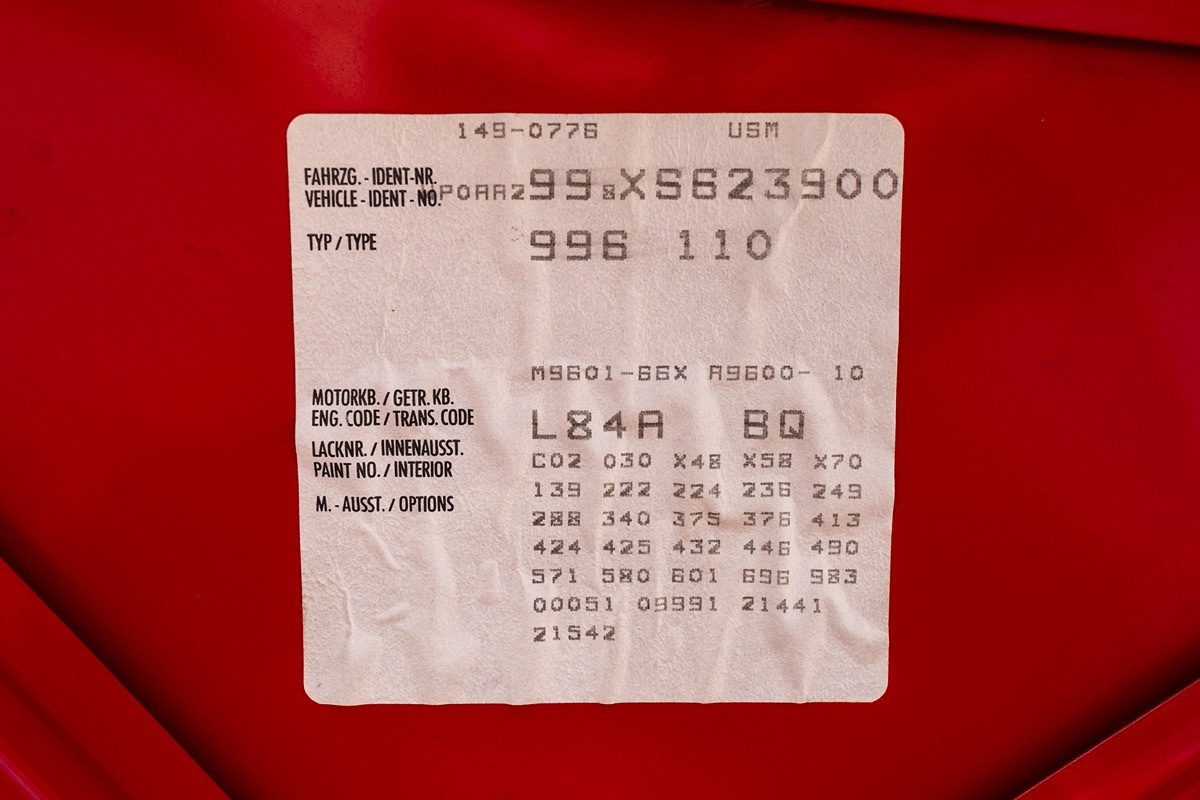 149-0776 USM
FAHRZG. - IDENT-NR.
VEHICLE - IDENT - NO. WP0AA2998XS623900
TYP / TYPE 996 110
M9601-66X A9600- 10
MOTORKB. / GETR. KB.
ENG. CODE / TRANS. CODE
L84A BQ
LACKNR. / INNENAUSST.
PAINT NO. / INTERIOR
C02 030 X48 X58 X70
139 222 224 236 249
M. - AUSST. / OPTIONS
288 340 375 376 413
424 425 432 446 490
571 580 601 696 983
00051 09991 21441
21542